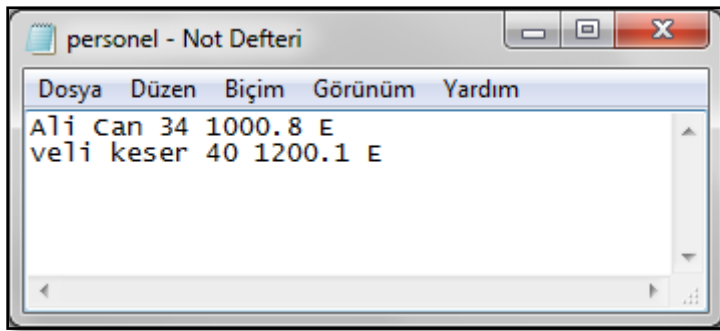 personel - Not Defteri
Dosya Düzen Biçim Görünüm Yardım
Ali Can 34 1000.8 E
veli keser 40 1200.1 E